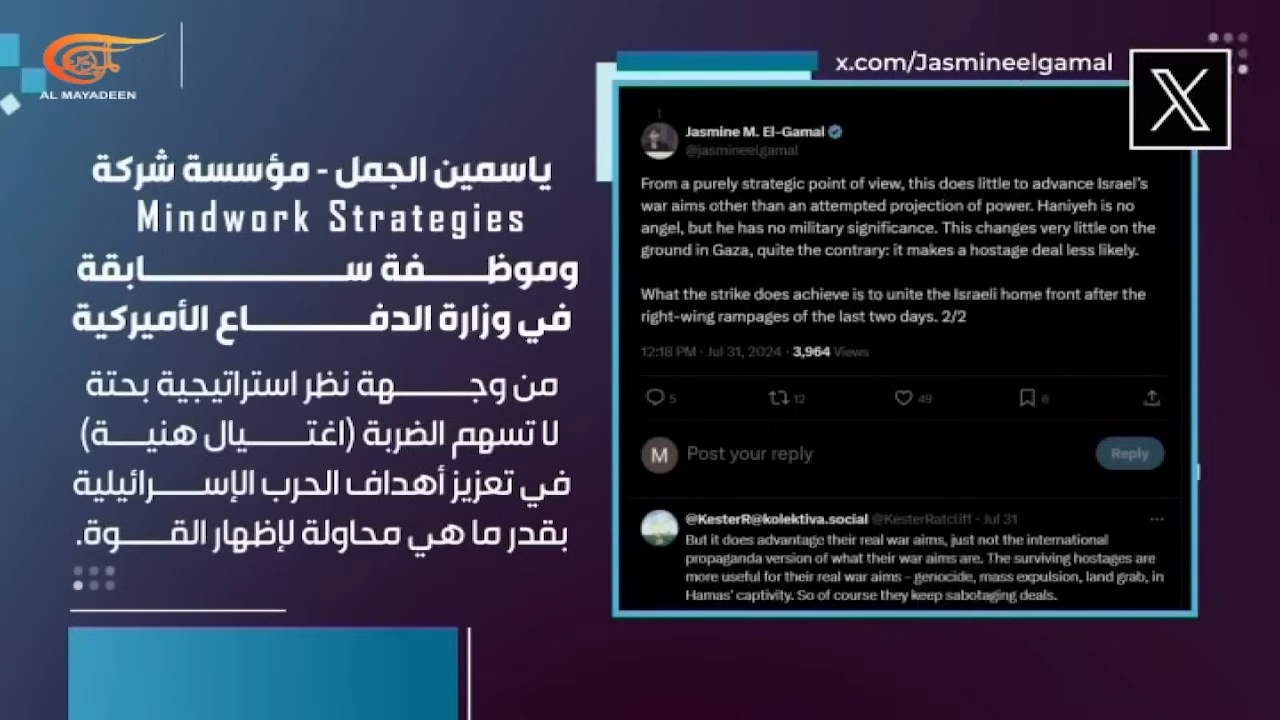 AL MAYADEEN
ياسمين الجمل - مؤسسة شركة
Mindwork Strategies
وموظفة سابقة
في وزارة الدفاع الأميركية
من وجهة نظر استراتيجية بحتة
لا تسهم الضربة (اغتيال هنية)
في تعزيز أهداف الحرب الإسرائيلية
بقدر ما هي محاولة لإظهار القوة.
x.com/Jasmineelgamal
X
Jasmine M. El-Gamal
@jasmineelgamal
From a purely strategic point of view, this does little to advance Israel's
war aims other than an attempted projection of power. Haniyeh is no
angel, but he has no military significance. This changes very little on the
ground in Gaza, quite the contrary: it makes a hostage deal less likely.
What the strike does achieve is to unite the Israeli home front after the
right-wing rampages of the last two days. 2/2
12:18 PM · Jul 31, 2024 · 3,964 Views
5 12 49 6
M Post your reply Reply
@KesterR@kolektiva.social @KesterRatcliff · Jul 31 ...
But it does advantage their real war aims, just not the international
propaganda version of what their war aims are. The surviving hostages are
more useful for their real war aims - genocide, mass expulsion, land grab, in
Hamas' captivity. So of course they keep sabotaging deals.